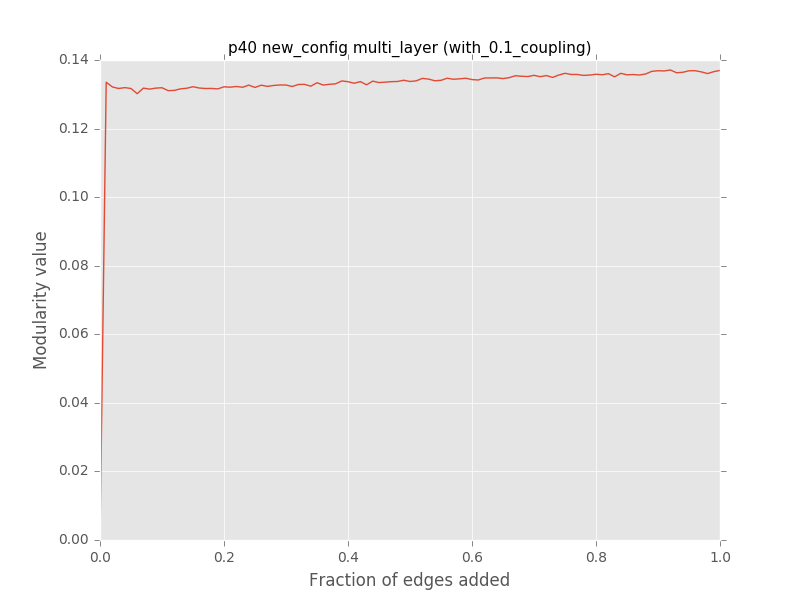 p40 new_config multi_layer (with_0.1_coupling)
0.14
0.12
0.10
0.08
0.06
0.04
0.02
0.00
Modularity value
0.0 0.2 0.4 0.6 0.8 1.0
Fraction of edges added